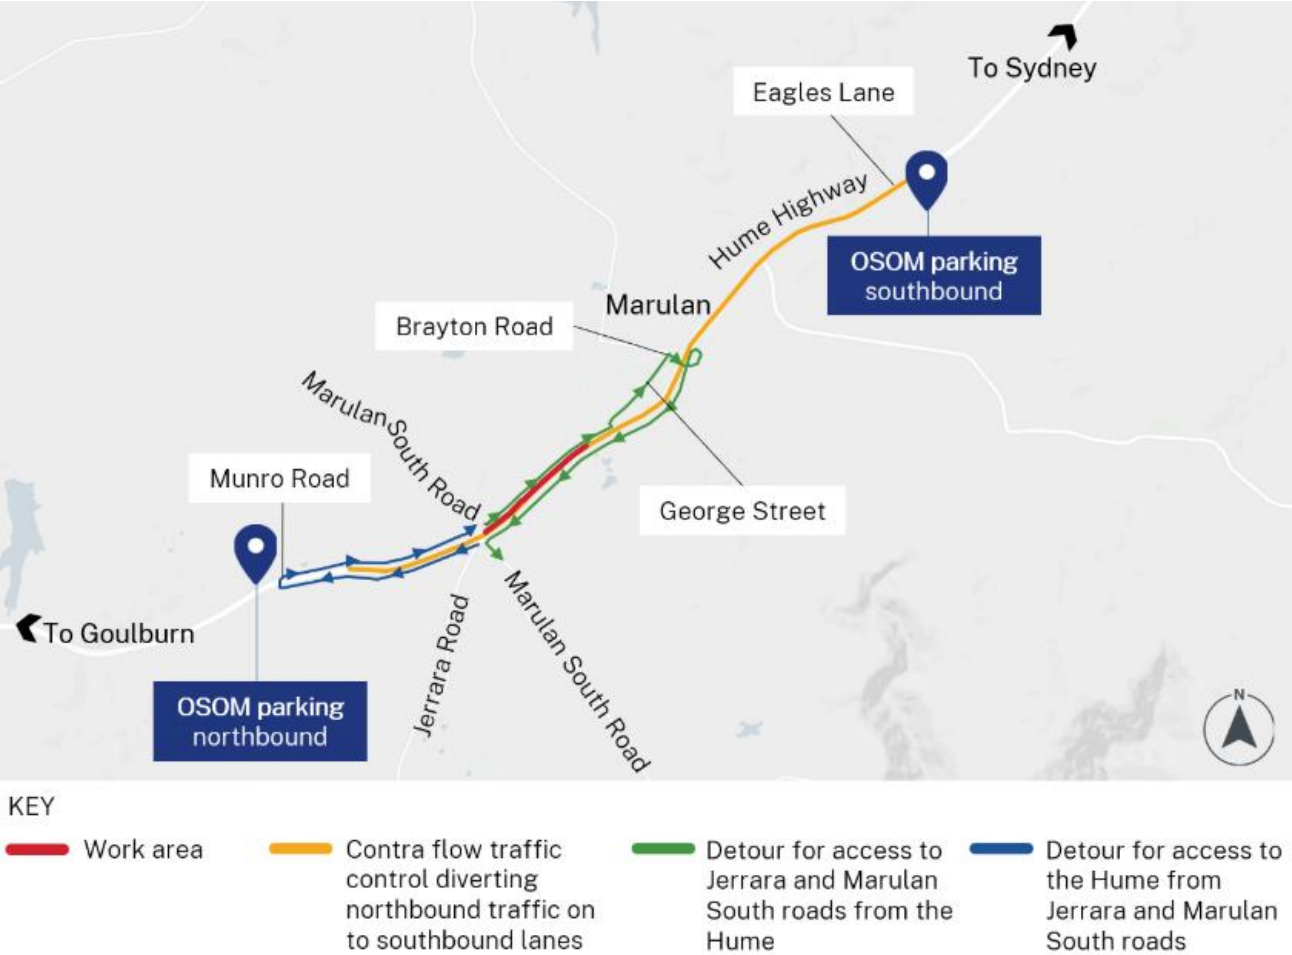 To Sydney
Eagles Lane
Hume Highway
OSOM parking
southbound
Marulan
Brayton Road
Marulan South Road
Munro Road
George Street
To Goulburn
Marulan South Road
Jerrara Road
OSOM parking
northbound
N
KEY
Work area
Contra flow traffic
control diverting
northbound traffic on
to southbound lanes
Detour for access to
Jerrara and Marulan
South roads from the
Hume
Detour for access to
the Hume from
Jerrara and Marulan
South roads